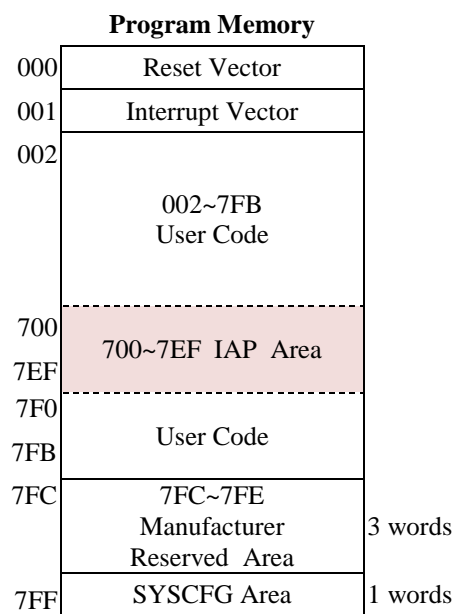 Program Memory
000 Reset Vector
001 Interrupt Vector
002
002~7FB
User Code
700
700~7EF IAP Area
7EF
7F0
User Code
7FB
7FC 7FC~7FE
Manufacturer 3 words
Reserved Area
7FF SYSCFG Area 1 words